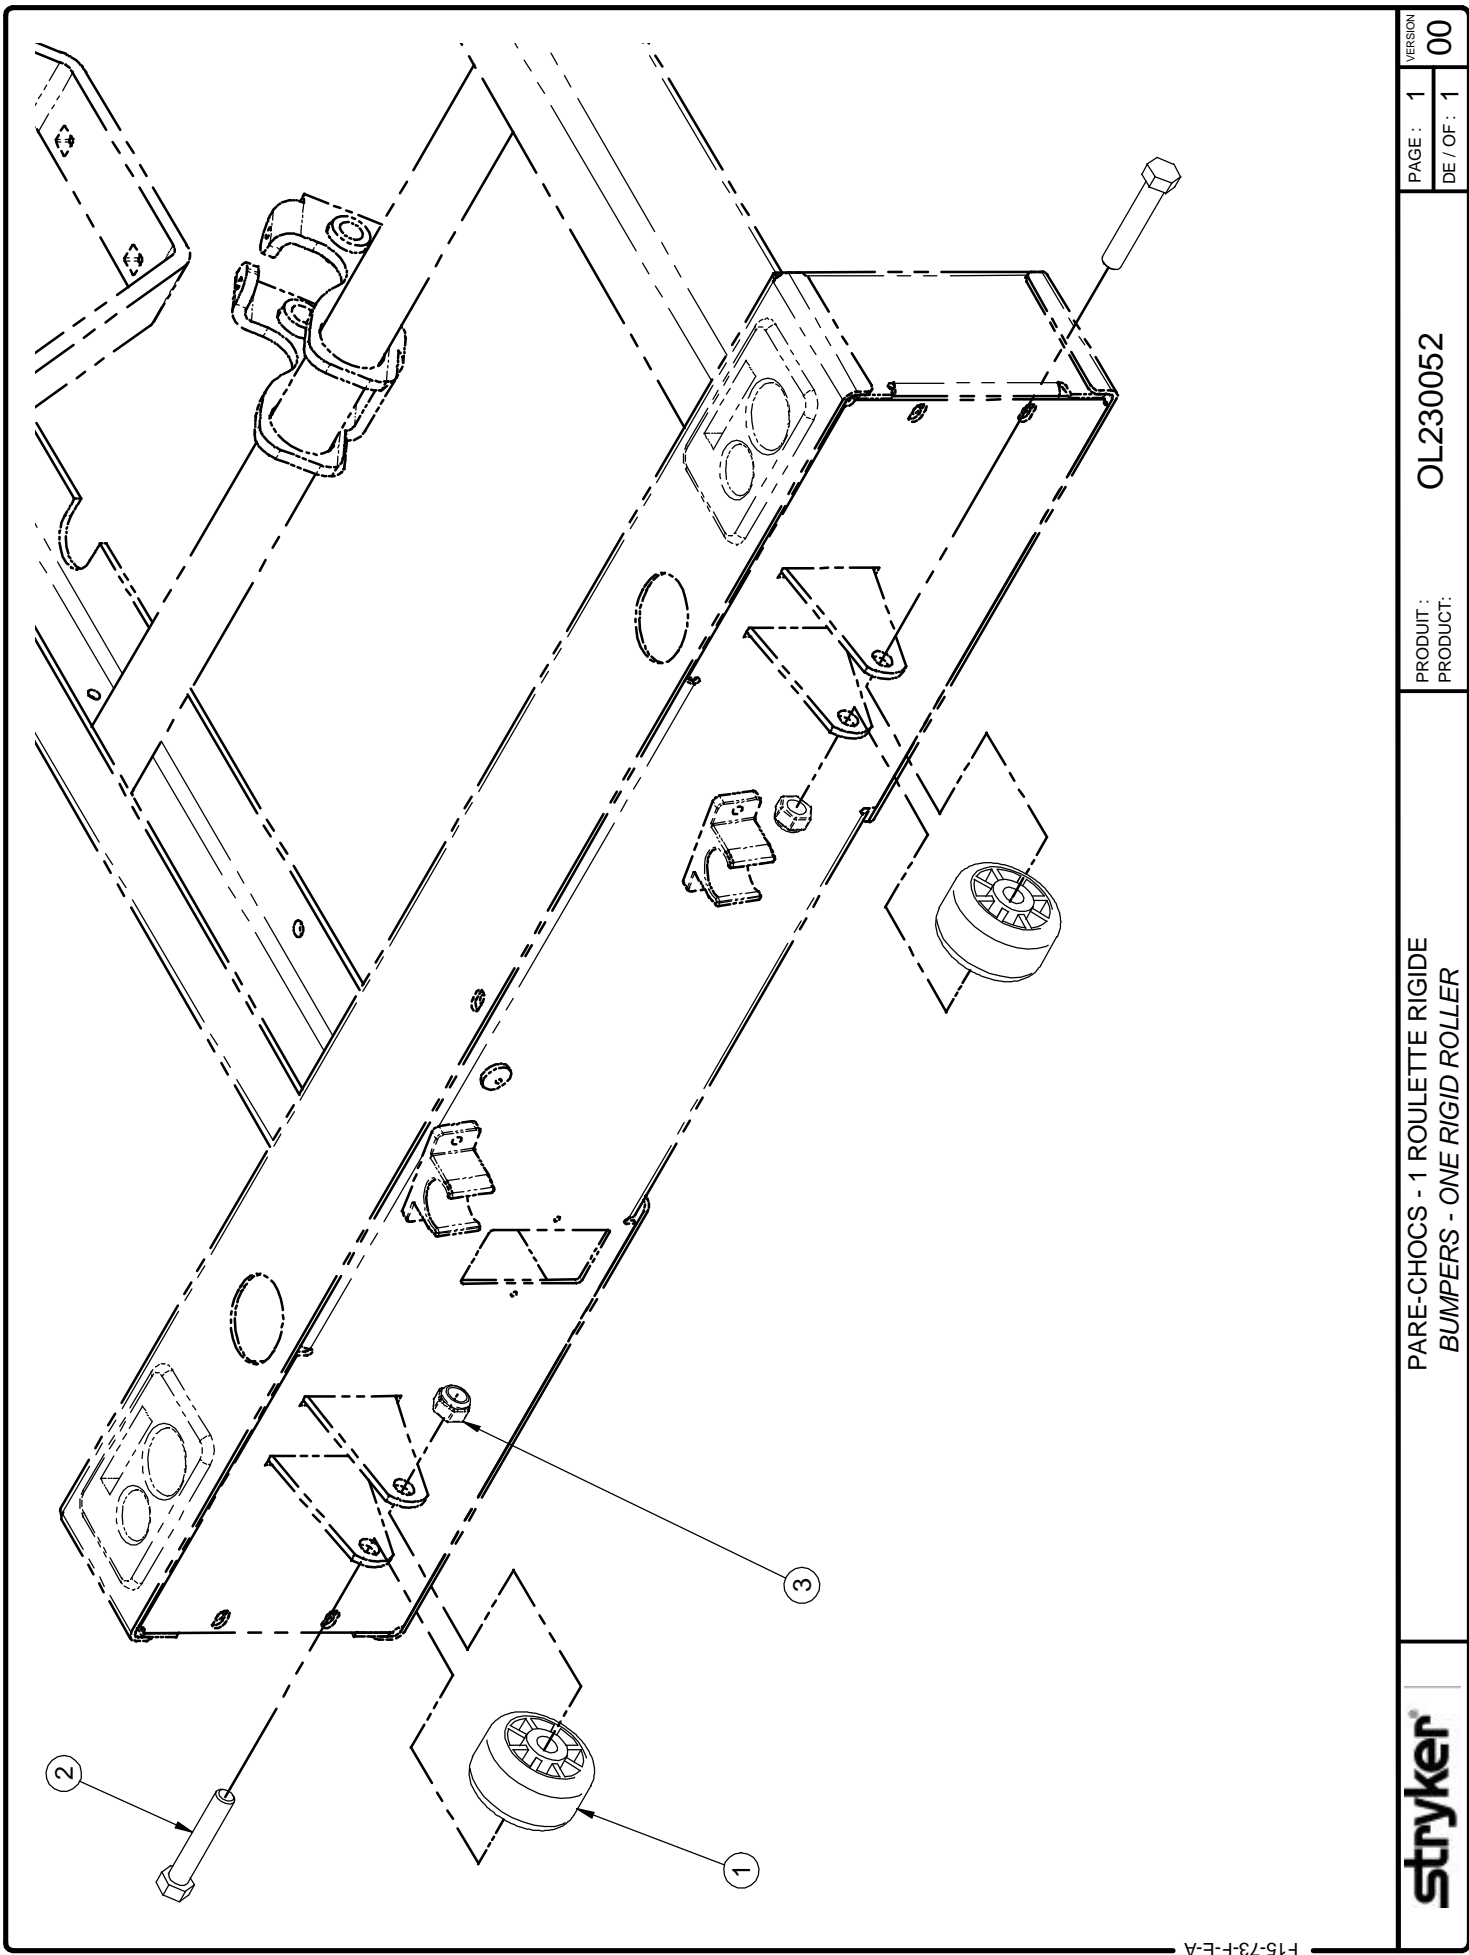 2
1
3
stryker®
PARE-CHOCS - 1 ROULETTE RIGIDE
BUMPERS - ONE RIGID ROLLER
PRODUIT :
PRODUCT:
OL230052
PAGE : 1
DE / OF : 1
VERSION
00
F15-73-F-E-A